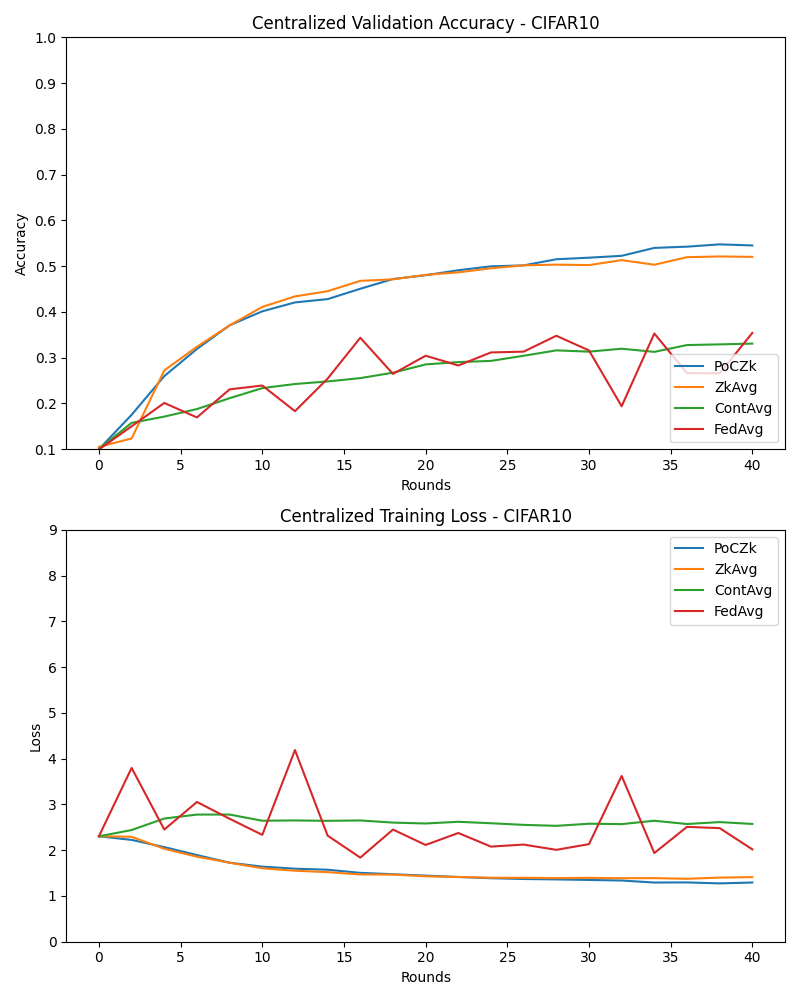 Centralized Validation Accuracy - CIFAR10
1.0
0.9
0.8
0.7
0.6
0.5
0.4
0.3
0.2
0.1
Accuracy
PoCZk
ZkAvg
ContAvg
FedAvg
0 5 10 15 20 25 30 35 40
Rounds
Centralized Training Loss - CIFAR10
9
8
7
6
5
4
3
2
1
0
Loss
PoCZk
ZkAvg
ContAvg
FedAvg
0 5 10 15 20 25 30 35 40
Rounds